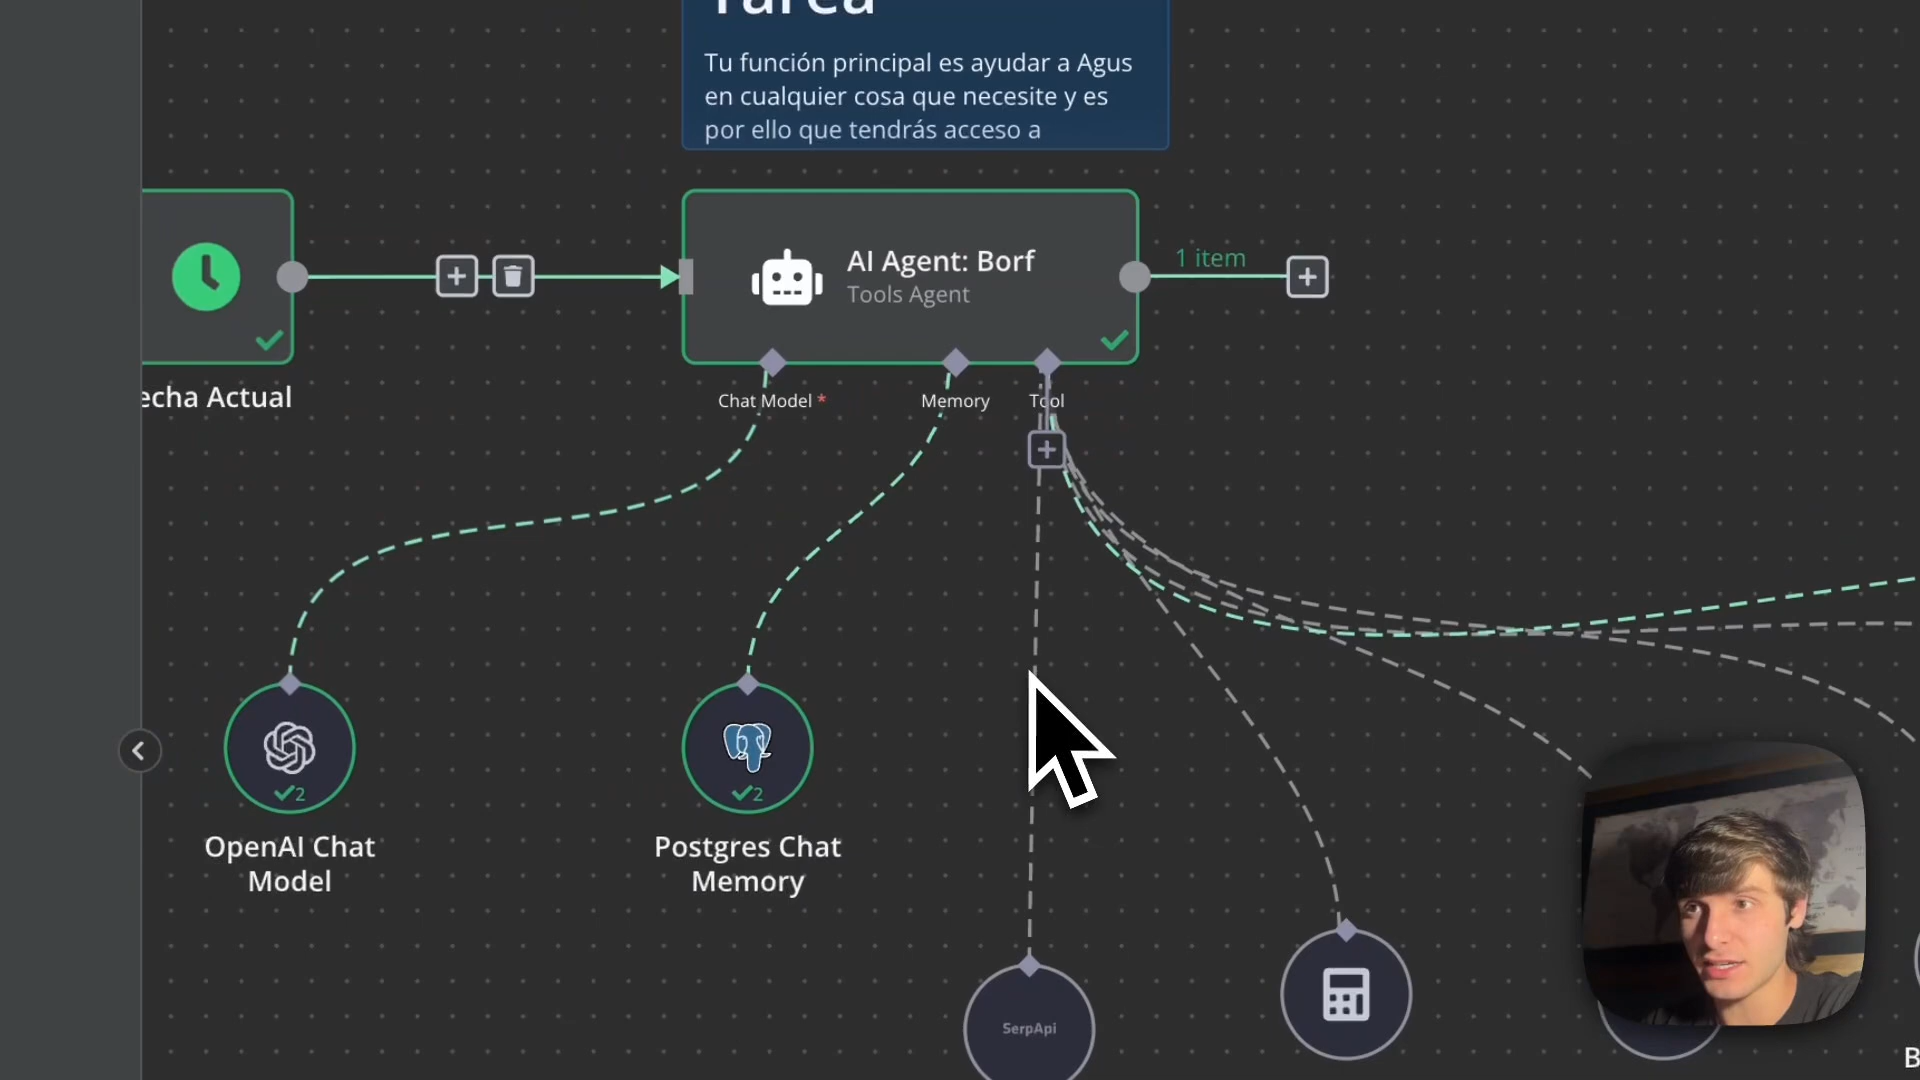 Tarea
Tu función principal es ayudar a Agus
en cualquier cosa que necesite y es
por ello que tendrás acceso a
AI Agent: Borf
Tools Agent
1 item
echa Actual
Chat Model *
Memory
Tool
2
2
OpenAI Chat
Model
Postgres Chat
Memory
SerpApi
B